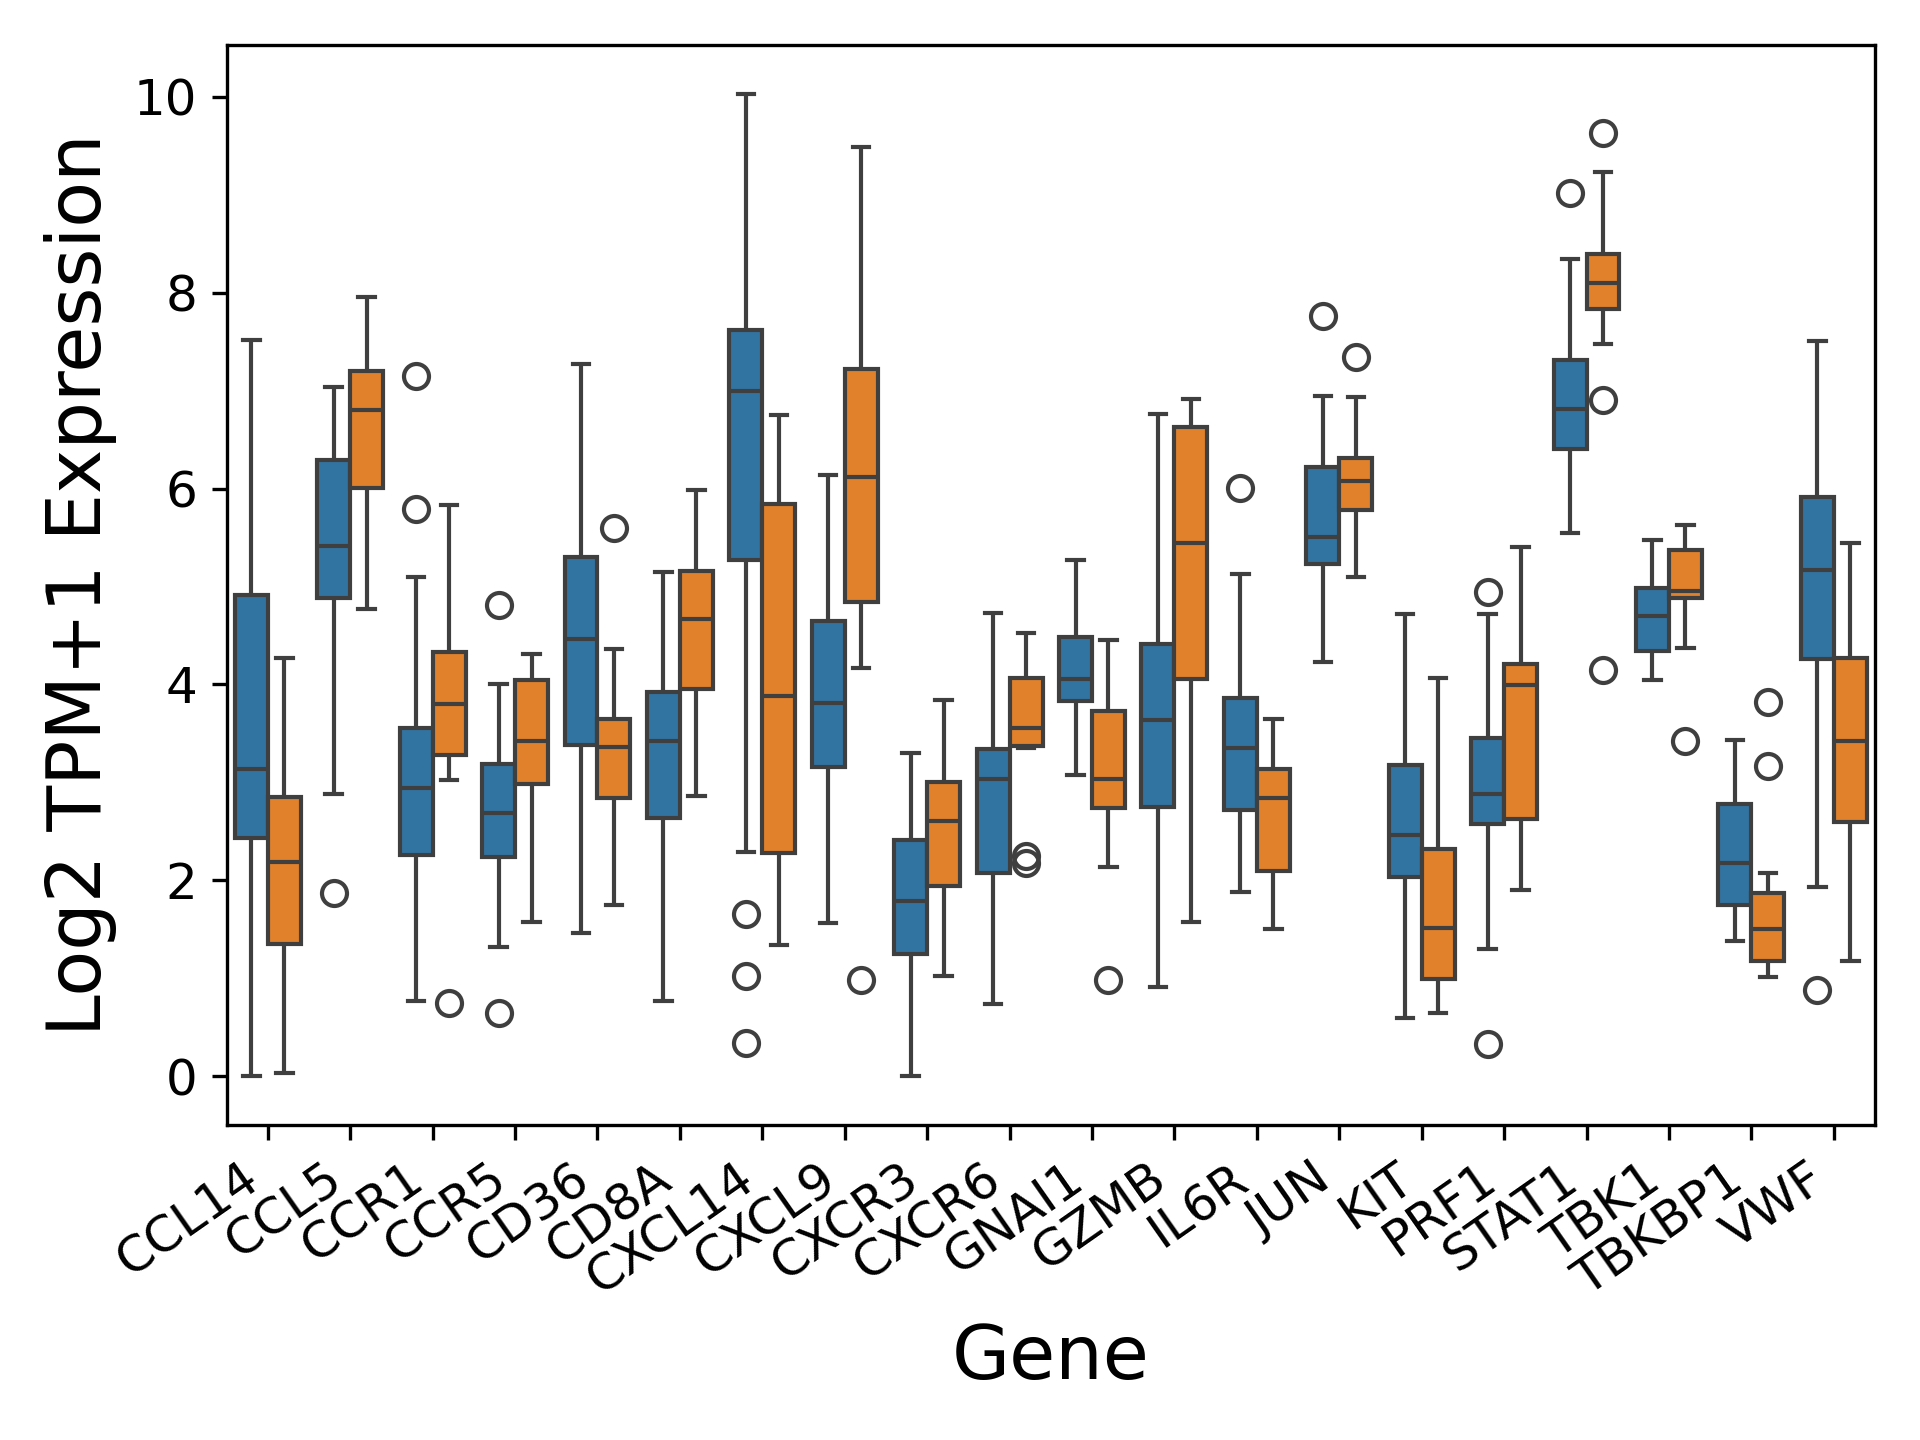 Log2 TPM+1 Expression
10
8
6
4
2
0
CCL14
CCL5
CCR1
CCR5
CD36
CD8A
CXCL14
CXCL9
CXCR3
CXCR6
GNAI1
GZMB
IL6R
JUN
KIT
PRF1
STAT1
TBK1
TBKBP1
VWF
Gene